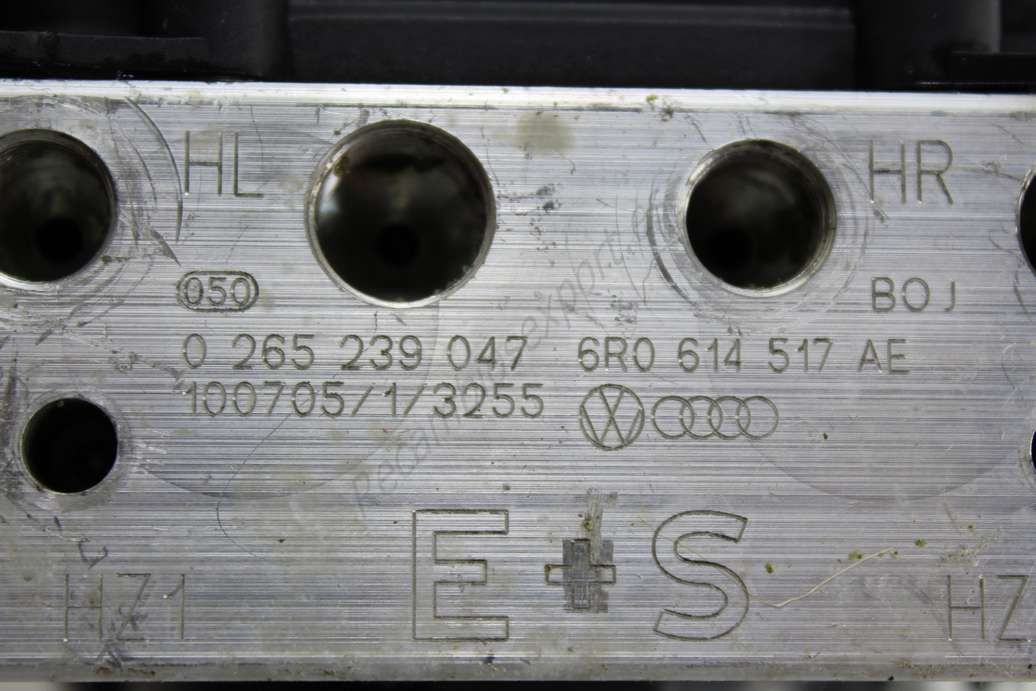 HL HR
050 BOJ
0 265 239 047 6R0 614 517 AE
100705/1/3255
E+S
HZ1 HZ